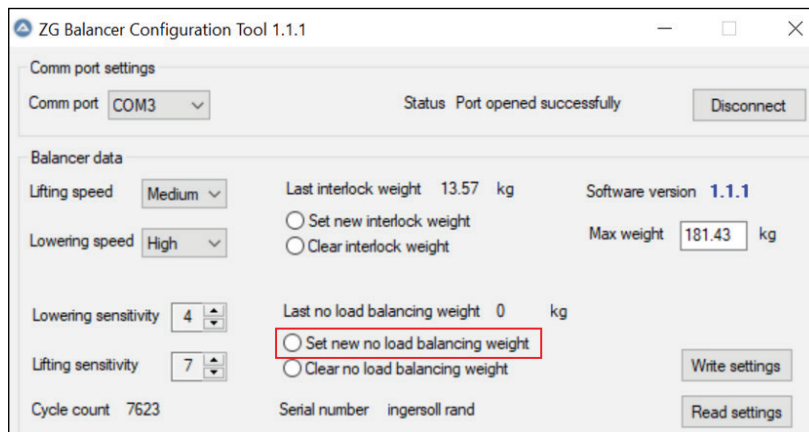 ZG Balancer Configuration Tool 1.1.1
Comm port settings
Comm port COM3 Status Port opened successfully Disconnect
Balancer data
Lifting speed Medium Last interlock weight 13.57 kg Software version 1.1.1
Set new interlock weight
Max weight 181.43 kg
Lowering speed High Clear interlock weight
Lowering sensitivity 4 Last no load balancing weight 0 kg
Set new no load balancing weight
Lifting sensitivity 7 Clear no load balancing weight Write settings
Cycle count 7623 Serial number ingersoll rand Read settings